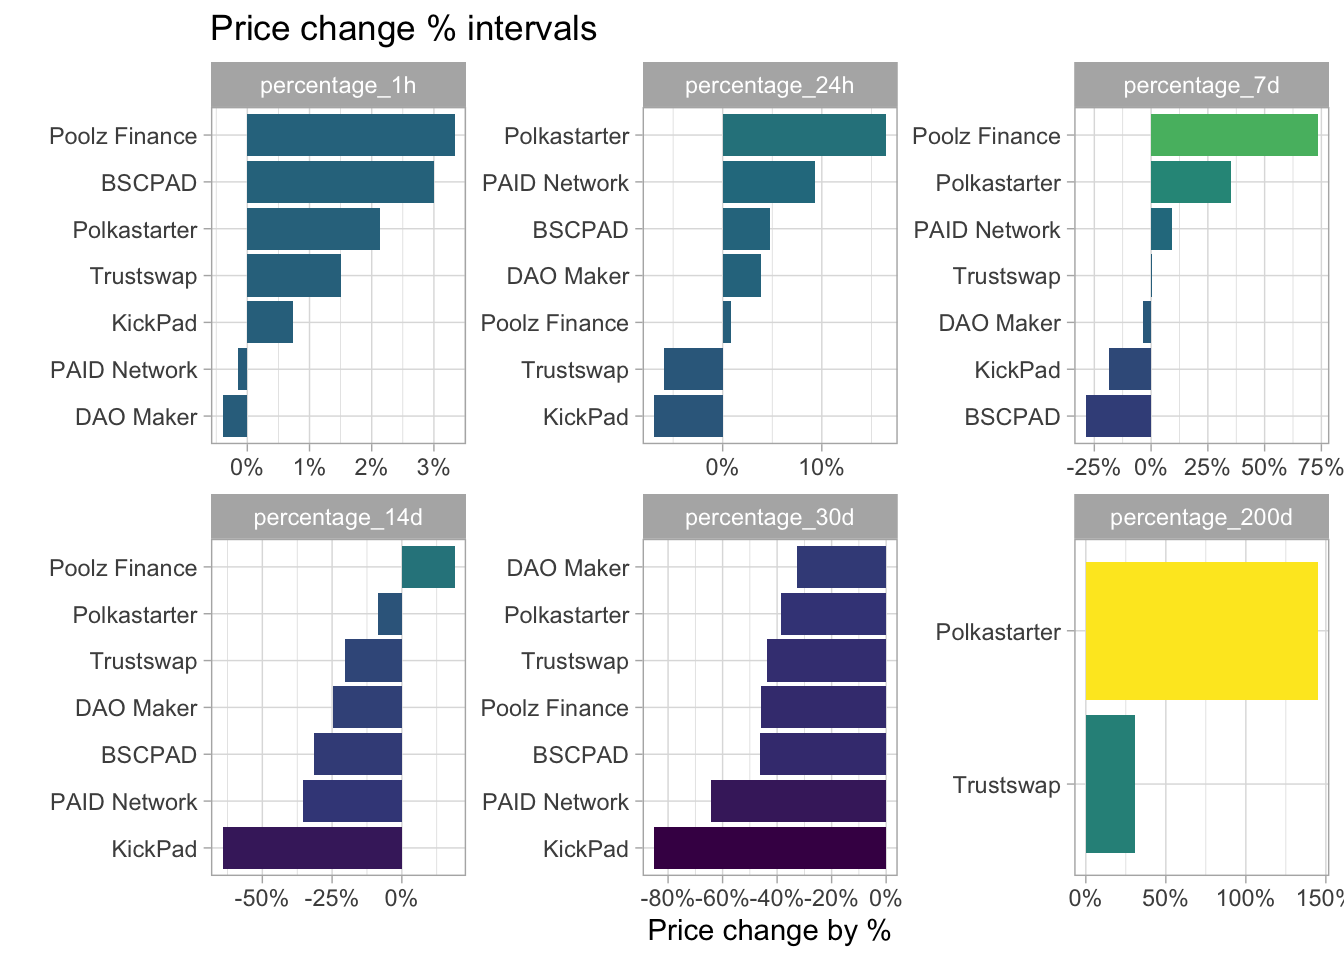 Price change % intervals
percentage_1h
Poolz Finance
BSCPAD
Polkastarter
Trustswap
KickPad
PAID Network
DAO Maker
0% 1% 2% 3%
percentage_24h
Polkastarter
PAID Network
BSCPAD
DAO Maker
Poolz Finance
Trustswap
KickPad
0% 10%
percentage_7d
Poolz Finance
Polkastarter
PAID Network
Trustswap
DAO Maker
KickPad
BSCPAD
-25% 0% 25% 50% 75%
percentage_14d
Poolz Finance
Polkastarter
Trustswap
DAO Maker
BSCPAD
PAID Network
KickPad
-50% -25% 0%
percentage_30d
DAO Maker
Polkastarter
Trustswap
Poolz Finance
BSCPAD
PAID Network
KickPad
-80% -60% -40% -20% 0%
percentage_200d
Polkastarter
Trustswap
0% 50% 100% 150%
Price change by %